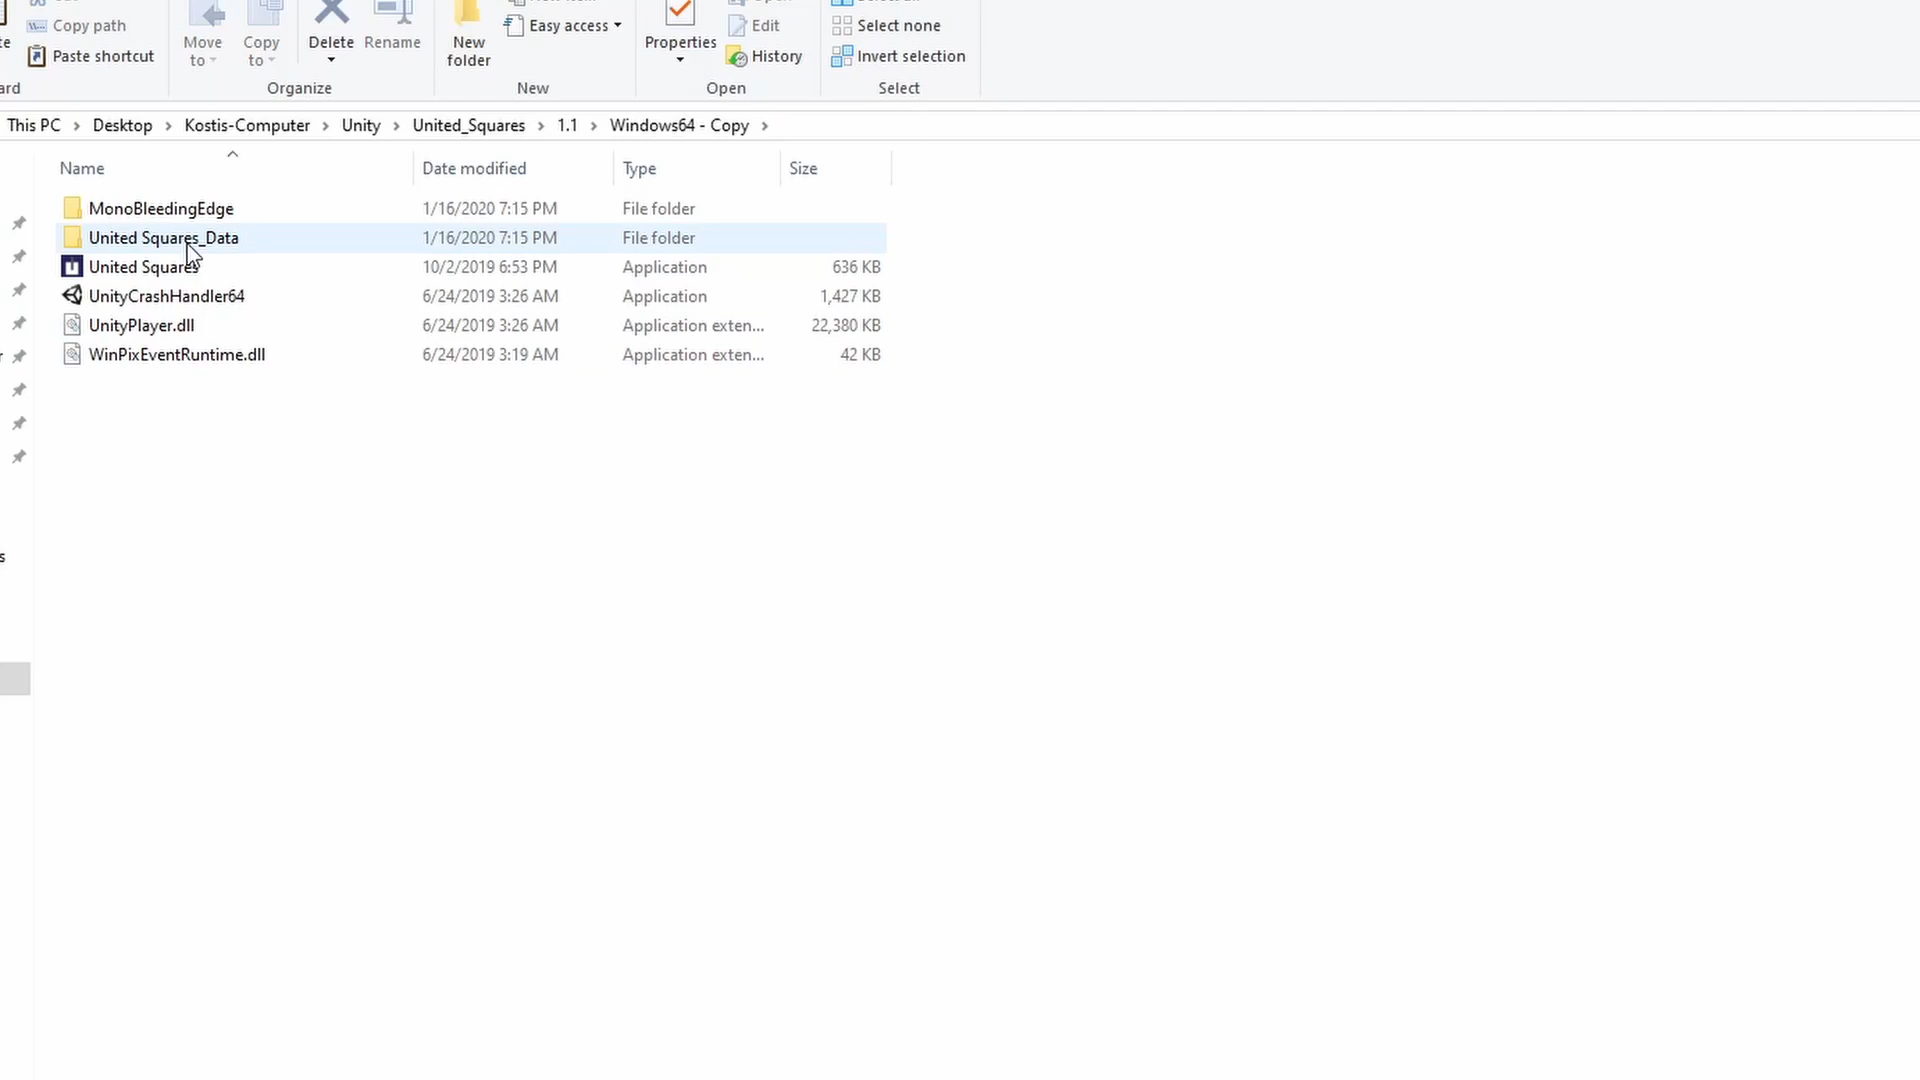 Copy path
Paste shortcut
Move to
Copy to
Delete
Rename
New folder
Easy access
Properties
Edit
History
Select none
Invert selection
Organize
New
Open
Select
This PC > Desktop > Kostis-Computer > Unity > United_Squares > 1.1 > Windows64 - Copy >
Name Date modified Type Size
MonoBleedingEdge 1/16/2020 7:15 PM File folder
United Squares_Data 1/16/2020 7:15 PM File folder
United Squares 10/2/2019 6:53 PM Application 636 KB
UnityCrashHandler64 6/24/2019 3:26 AM Application 1,427 KB
UnityPlayer.dll 6/24/2019 3:26 AM Application exten... 22,380 KB
WinPixEventRuntime.dll 6/24/2019 3:19 AM Application exten... 42 KB